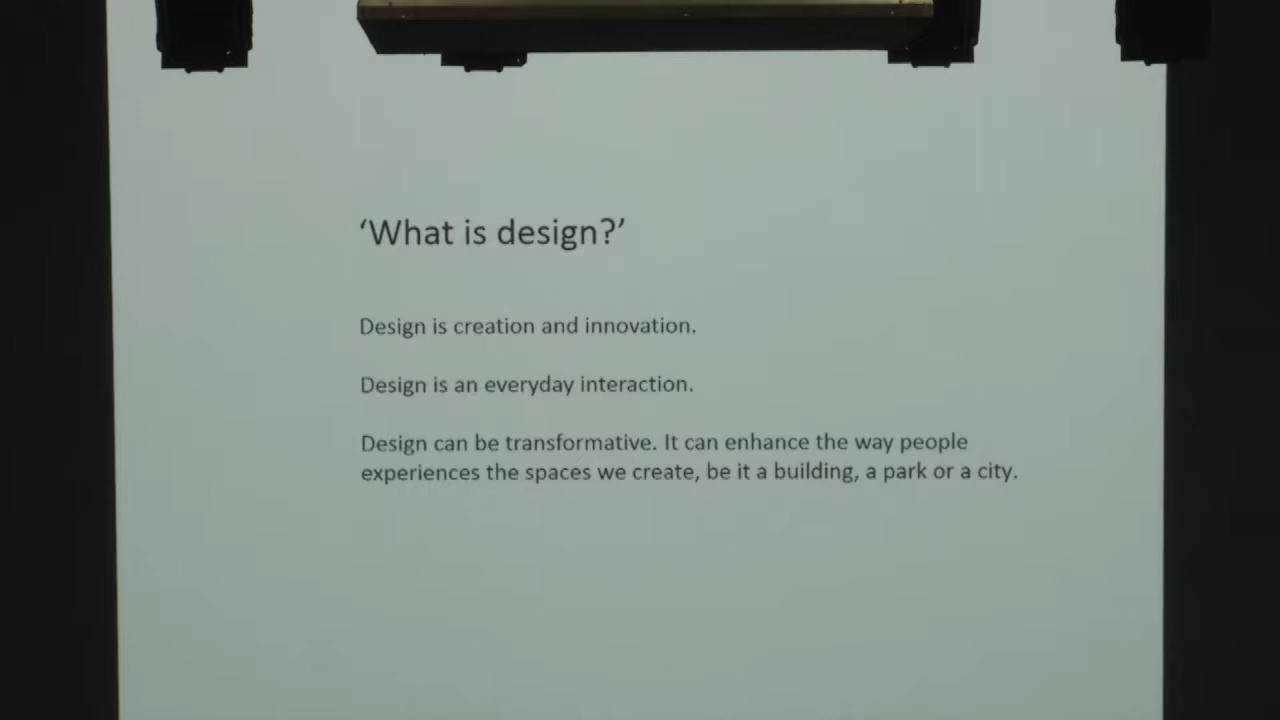 ‘What is design?’
Design is creation and innovation.
Design is an everyday interaction.
Design can be transformative. It can enhance the way people
experiences the spaces we create, be it a building, a park or a city.